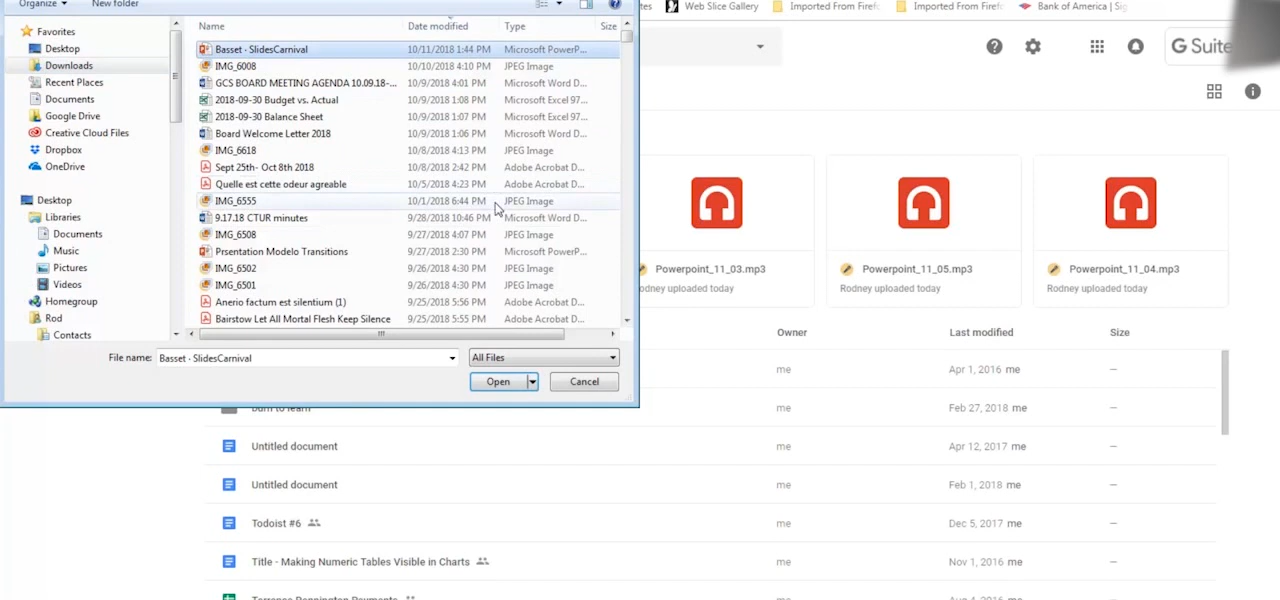 Organize New folder
Favorites
Desktop
Downloads
Recent Places
Documents
Google Drive
Creative Cloud Files
Dropbox
OneDrive
Desktop
Libraries
Documents
Music
Pictures
Videos
Homegroup
Rod
Contacts
Name Date modified Type Size
Basset - SlidesCarnival 10/11/2018 1:44 PM Microsoft PowerP...
IMG_6008 10/10/2018 4:10 PM JPEG Image
GCS BOARD MEETING AGENDA 10.09.18-... 10/9/2018 4:01 PM Microsoft Word D...
2018-09-30 Budget vs. Actual 10/9/2018 1:08 PM Microsoft Excel 97...
2018-09-30 Balance Sheet 10/9/2018 1:07 PM Microsoft Excel 97...
Board Welcome Letter 2018 10/9/2018 1:06 PM Microsoft Word D...
IMG_6618 10/8/2018 4:13 PM JPEG Image
Sept 25th- Oct 8th 2018 10/8/2018 2:42 PM Adobe Acrobat D...
Quelle est cette odeur agreable 10/5/2018 4:23 PM Adobe Acrobat D...
IMG_6555 10/1/2018 6:44 PM JPEG Image
9.17.18 CTUR minutes 9/28/2018 10:46 PM Microsoft Word D...
IMG_6508 9/27/2018 4:07 PM JPEG Image
Prsentation Modelo Transitions 9/27/2018 2:30 PM Microsoft PowerP...
IMG_6502 9/26/2018 4:30 PM JPEG Image
IMG_6501 9/26/2018 4:30 PM JPEG Image
Anerio factum est silentium (1) 9/25/2018 5:56 PM Adobe Acrobat D...
Bairstow Let All Mortal Flesh Keep Silence 9/25/2018 5:55 PM Adobe Acrobat D...
File name: Basset - SlidesCarnival All Files
Open Cancel
Web Slice Gallery Imported From Firefo Imported From Firefo Bank of America | Sig
G Suite
Powerpoint_11_03.mp3 Powerpoint_11_05.mp3 Powerpoint_11_04.mp3
Rodney uploaded today Rodney uploaded today
Owner Last modified Size
me Apr 1, 2016 me –
me Feb 27, 2018 me –
Untitled document me Apr 12, 2017 me –
Untitled document me Feb 1, 2018 me –
Todoist #6 me Dec 5, 2017 me –
Title - Making Numeric Tables Visible in Charts me Nov 1, 2016 me –